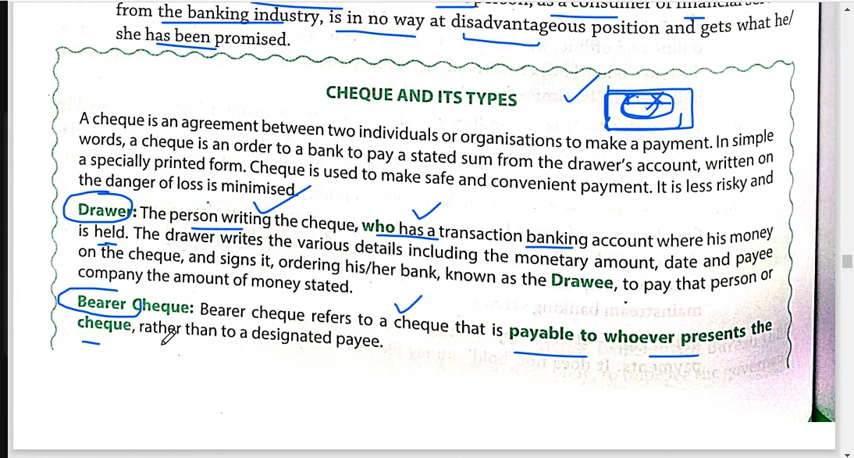 from the banking industry, is in no way at disadvantageous position and gets what he/
she has been promised.
CHEQUE AND ITS TYPES
A cheque is an agreement between two individuals or organisations to make a payment. In simple
words, a cheque is an order to a bank to pay a stated sum from the drawer's account, written on
a specially printed form. Cheque is used to make safe and convenient payment. It is less risky and
the danger of loss is minimised.
Drawer: The person writing the cheque, who has a transaction banking account where his money
is held. The drawer writes the various details including the monetary amount, date and payee
on the cheque, and signs it, ordering his/her bank, known as the Drawee, to pay that person or
company the amount of money stated.
Bearer Cheque: Bearer cheque refers to a cheque that is payable to whoever presents the
cheque, rather than to a designated payee.